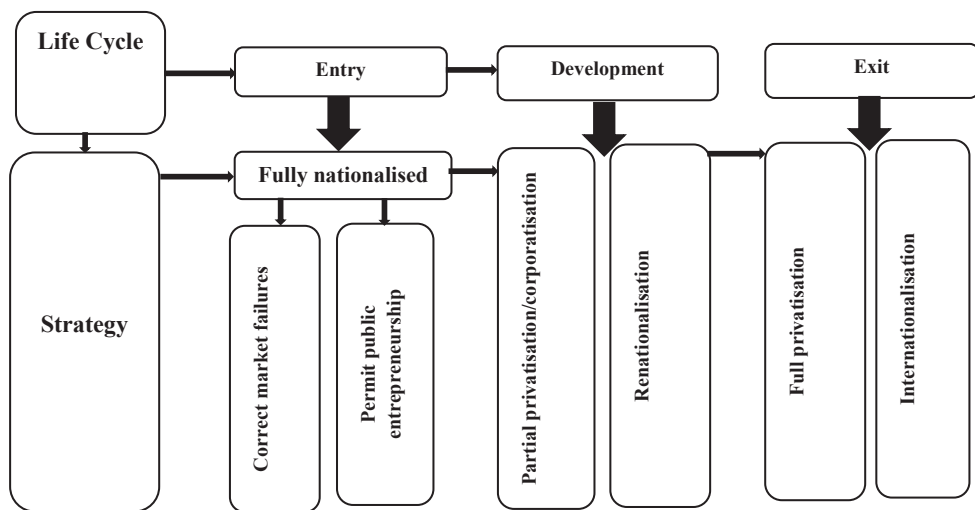 Life Cycle
Entry
Development
Exit
Strategy
Fully nationalised
Correct market failures
Permit public
entrepreneurship
Partial privatisation/corporatisation
Renationalisation
Full privatisation
Internationalisation